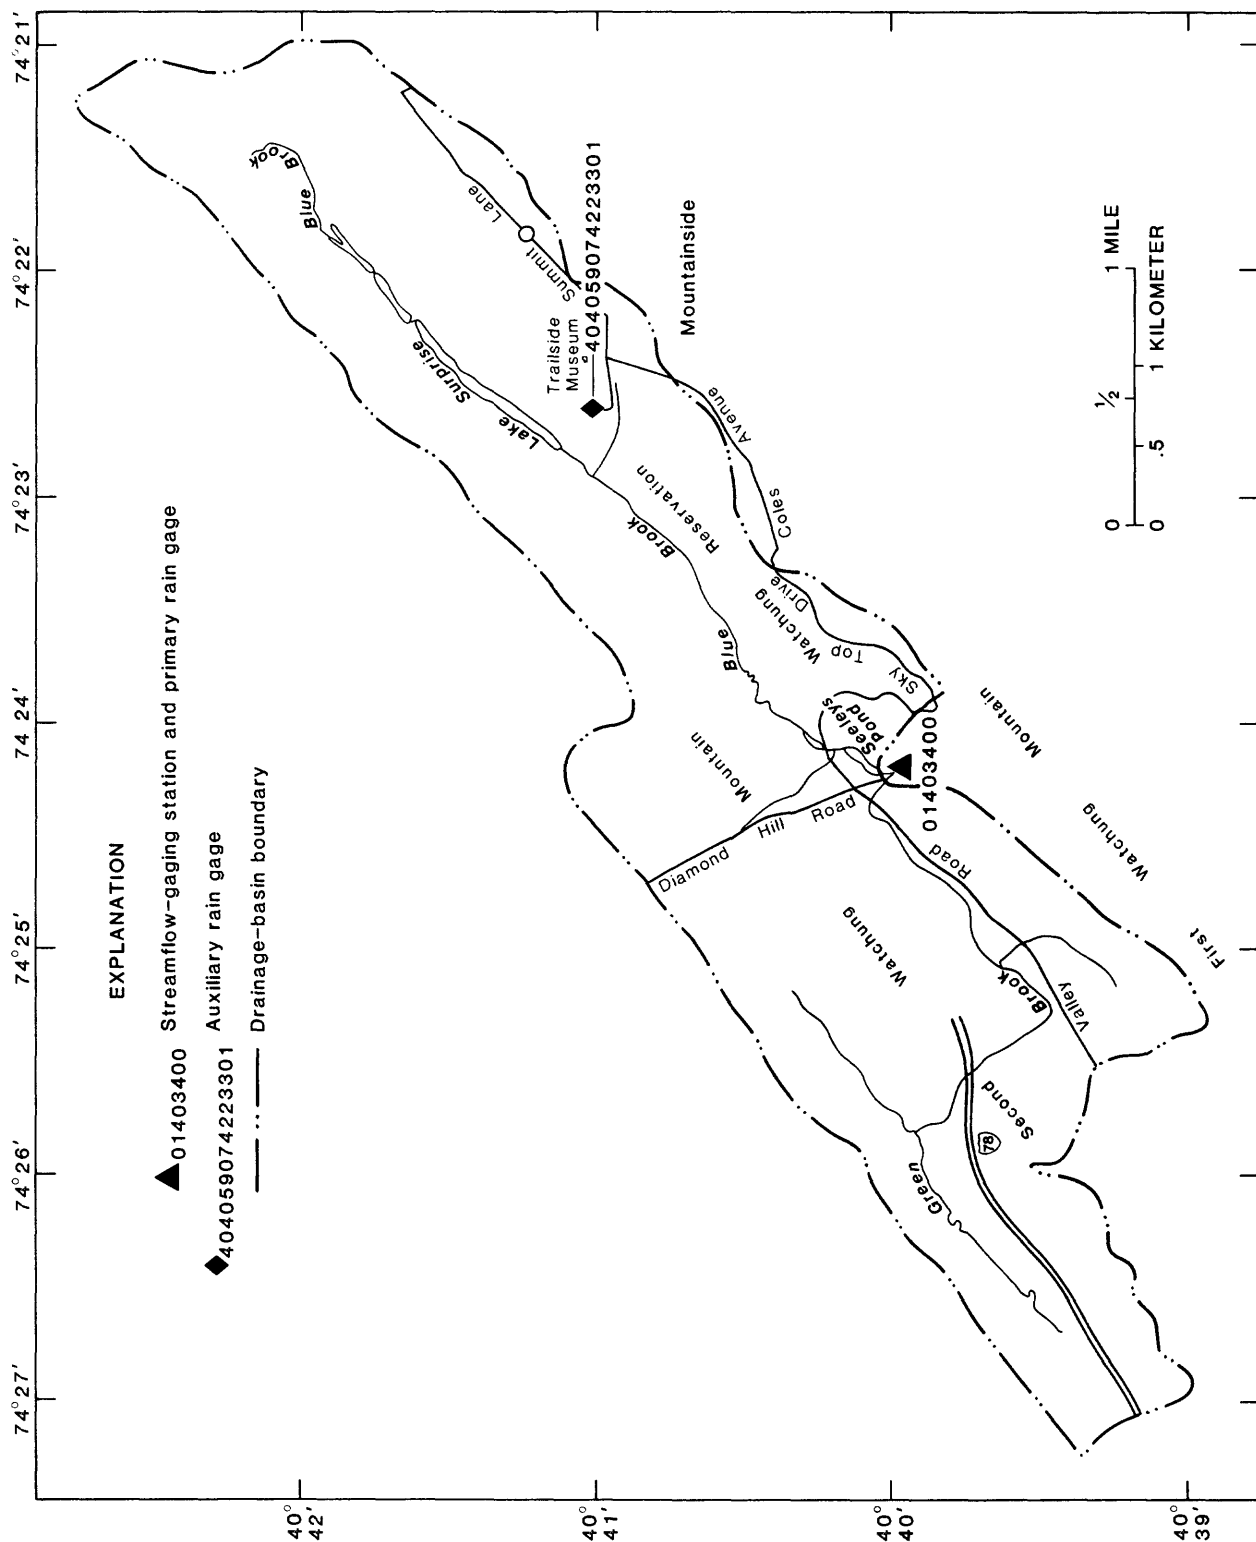 EXPLANATION
01403400 Streamflow-gaging station and primary rain gage
404059074223301 Auxiliary rain gage
Drainage-basin boundary
74°27'
74°26'
74°25'
74 24'
74°23'
74°22'
74°21'
40°
42'
40°
41'
40°
40'
40°
39'
Blue
Brook
Surprise
Lake
Summit
Lane
Trailside
Museum
404059074223301
Mountainside
Blue
Brook
Watchung
Reservation
Coles
Avenue
Sky
Top
Drive
Seeleys
Pond
01403400
Diamond
Hill
Road
Second
Watchung
Mountain
First
Watchung
Mountain
Valley
Road
Green
Brook
78
0
1/2
1 MILE
0
.5
1 KILOMETER